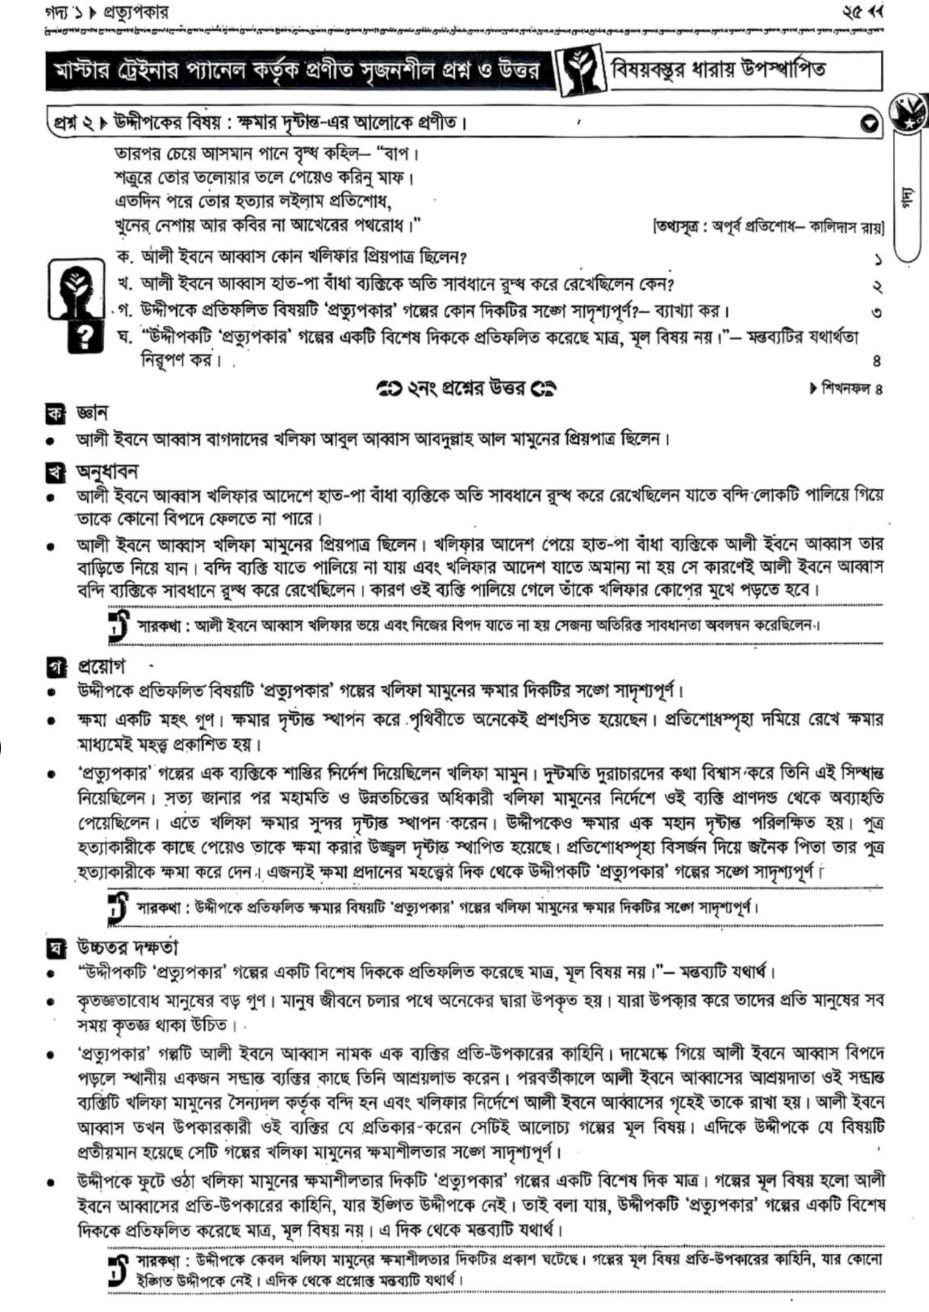 গদ্য ১ ▶ প্রত্যুপকার
২৫
মাস্টার ট্রেইনার প্যানেল কর্তৃক প্রণীত সৃজনশীল প্রশ্ন ও উত্তর
বিষয়বস্তুর ধারায় উপস্থাপিত
প্রশ্ন ২ ▶ উদ্দীপকের বিষয় : ক্ষমার দৃষ্টান্ত-এর আলোকে প্রণীত।
গদ্য
তারপর চেয়ে আসমান পানে বৃদ্ধ কহিল— “বাপ।
শত্রুরে তোর তলোয়ার তলে পেয়েও করিনু মাফ।
এতদিন পরে তোর হত্যার লইলাম প্রতিশোধ,
খুনের নেশায় আর কবির না আখেরের পথরোধ।”
[তথ্যসূত্র : অপূর্ব প্রতিশোধ— কালিদাস রায়]
ক. আলী ইবনে আব্বাস কোন খলিফার প্রিয়পাত্র ছিলেন? ১
খ. আলী ইবনে আব্বাস হাত-পা বাঁধা ব্যক্তিকে অতি সাবধানে রুদ্ধ করে রেখেছিলেন কেন? ২
গ. উদ্দীপকে প্রতিফলিত বিষয়টি ‘প্রত্যুপকার’ গল্পের কোন দিকটির সঙ্গে সাদৃশ্যপূর্ণ?— ব্যাখ্যা কর। ৩
ঘ. “উদ্দীপকটি ‘প্রত্যুপকার’ গল্পের একটি বিশেষ দিককে প্রতিফলিত করেছে মাত্র, মূল বিষয় নয়।”— মন্তব্যটির যথার্থতা
নিরূপণ কর। ৪
২নং প্রশ্নের উত্তর
▶ শিখনফল ৪
ক জ্ঞান
• আলী ইবনে আব্বাস বাগদাদের খলিফা আবুল আব্বাস আবদুল্লাহ আল মামুনের প্রিয়পাত্র ছিলেন।
খ অনুধাবন
• আলী ইবনে আব্বাস খলিফার আদেশে হাত-পা বাঁধা ব্যক্তিকে অতি সাবধানে রুদ্ধ করে রেখেছিলেন যাতে বন্দি লোকটি পালিয়ে গিয়ে
তাকে কোনো বিপদে ফেলতে না পারে।
• আলী ইবনে আব্বাস খলিফা মামুনের প্রিয়পাত্র ছিলেন। খলিফার আদেশ পেয়ে হাত-পা বাঁধা ব্যক্তিকে আলী ইবনে আব্বাস তার
বাড়িতে নিয়ে যান। বন্দি ব্যক্তি যাতে পালিয়ে না যায় এবং খলিফার আদেশ যাতে অমান্য না হয় সে কারণেই আলী ইবনে আব্বাস
বন্দি ব্যক্তিকে সাবধানে রুদ্ধ করে রেখেছিলেন। কারণ ওই ব্যক্তি পালিয়ে গেলে তাঁকে খলিফার কোপের মুখে পড়তে হবে।
সারকথা : আলী ইবনে আব্বাস খলিফার ভয়ে এবং নিজের বিপদ যাতে না হয় সেজন্য অতিরিক্ত সাবধানতা অবলম্বন করেছিলেন।
গ প্রয়োগ
• উদ্দীপকে প্রতিফলিত বিষয়টি ‘প্রত্যুপকার’ গল্পের খলিফা মামুনের ক্ষমার দিকটির সঙ্গে সাদৃশ্যপূর্ণ।
• ক্ষমা একটি মহৎ গুণ। ক্ষমার দৃষ্টান্ত স্থাপন করে পৃথিবীতে অনেকেই প্রশংসিত হয়েছেন। প্রতিশোধস্পৃহা দমিয়ে রেখে ক্ষমার
মাধ্যমেই মহত্ত্ব প্রকাশিত হয়।
• ‘প্রত্যুপকার’ গল্পের এক ব্যক্তিকে শাস্তির নির্দেশ দিয়েছিলেন খলিফা মামুন। দুষ্টমতি দুরাচারদের কথা বিশ্বাস করে তিনি এই সিদ্ধান্ত
নিয়েছিলেন। সত্য জানার পর মহামতি ও উন্নতচিত্তের অধিকারী খলিফা মামুনের নির্দেশে ওই ব্যক্তি প্রাণদণ্ড থেকে অব্যাহতি
পেয়েছিলেন। এতে খলিফা ক্ষমার সুন্দর দৃষ্টান্ত স্থাপন করেন। উদ্দীপকেও ক্ষমার এক মহান দৃষ্টান্ত পরিলক্ষিত হয়। পুত্র
হত্যাকারীকে কাছে পেয়েও তাকে ক্ষমা করার উজ্জ্বল দৃষ্টান্ত স্থাপিত হয়েছে। প্রতিশোধস্পৃহা বিসর্জন দিয়ে জনৈক পিতা তার পুত্র
হত্যাকারীকে ক্ষমা করে দেন। এজন্যই ক্ষমা প্রদানের মহত্ত্বের দিক থেকে উদ্দীপকটি ‘প্রত্যুপকার’ গল্পের সঙ্গে সাদৃশ্যপূর্ণ।
সারকথা : উদ্দীপকে প্রতিফলিত ক্ষমার বিষয়টি ‘প্রত্যুপকার’ গল্পের খলিফা মামুনের ক্ষমার দিকটির সঙ্গে সাদৃশ্যপূর্ণ।
ঘ উচ্চতর দক্ষতা
• “উদ্দীপকটি ‘প্রত্যুপকার’ গল্পের একটি বিশেষ দিককে প্রতিফলিত করেছে মাত্র, মূল বিষয় নয়।”— মন্তব্যটি যথার্থ।
• কৃতজ্ঞতাবোধ মানুষের বড় গুণ। মানুষ জীবনে চলার পথে অনেকের দ্বারা উপকৃত হয়। যারা উপকার করে তাদের প্রতি মানুষের সব
সময় কৃতজ্ঞ থাকা উচিত।
• ‘প্রত্যুপকার’ গল্পটি আলী ইবনে আব্বাস নামক এক ব্যক্তির প্রতি-উপকারের কাহিনি। দামেস্কে গিয়ে আলী ইবনে আব্বাস বিপদে
পড়লে স্থানীয় একজন সম্ভ্রান্ত ব্যক্তির কাছে তিনি আশ্রয়লাভ করেন। পরবর্তীকালে আলী ইবনে আব্বাসের আশ্রয়দাতা ওই সম্ভ্রান্ত
ব্যক্তিটি খলিফা মামুনের সৈন্যদল কর্তৃক বন্দি হন এবং খলিফার নির্দেশে আলী ইবনে আব্বাসের গৃহেই তাকে রাখা হয়। আলী ইবনে
আব্বাস তখন উপকারকারী ওই ব্যক্তির যে প্রতিকার করেন সেটিই আলোচ্য গল্পের মূল বিষয়। এদিকে উদ্দীপকে যে বিষয়টি
প্রতীয়মান হয়েছে সেটি গল্পের খলিফা মামুনের ক্ষমাশীলতার সঙ্গে সাদৃশ্যপূর্ণ।
• উদ্দীপকে ফুটে ওঠা খলিফা মামুনের ক্ষমাশীলতার দিকটি ‘প্রত্যুপকার’ গল্পের একটি বিশেষ দিক মাত্র। গল্পের মূল বিষয় হলো আলী
ইবনে আব্বাসের প্রতি-উপকারের কাহিনি, যার ইঙ্গিত উদ্দীপকে নেই। তাই বলা যায়, উদ্দীপকটি ‘প্রত্যুপকার’ গল্পের একটি বিশেষ
দিককে প্রতিফলিত করেছে মাত্র, মূল বিষয় নয়। এ দিক থেকে মন্তব্যটি যথার্থ।
সারকথা : উদ্দীপকে কেবল খলিফা মামুনের ক্ষমাশীলতার দিকটির প্রকাশ ঘটেছে। গল্পের মূল বিষয় প্রতি-উপকারের কাহিনি, যার কোনো
ইঙ্গিত উদ্দীপকে নেই। এদিক থেকে প্রশ্নোক্ত মন্তব্যটি যথার্থ।